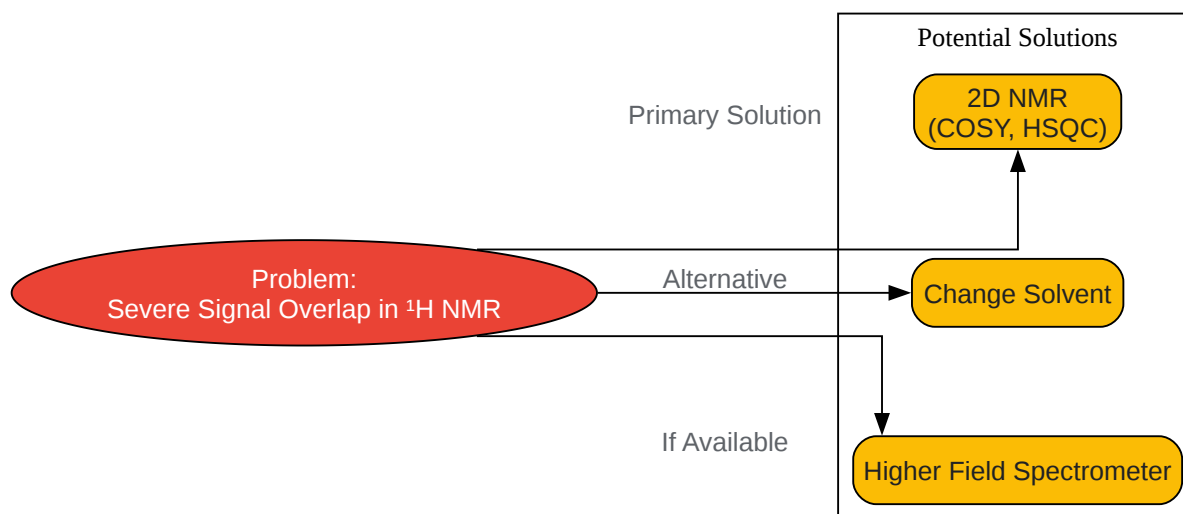 Potential Solutions
Primary Solution
2D NMR
(COSY, HSQC)
Problem:
Severe Signal Overlap in ¹H NMR
Alternative
Change Solvent
If Available
Higher Field Spectrometer